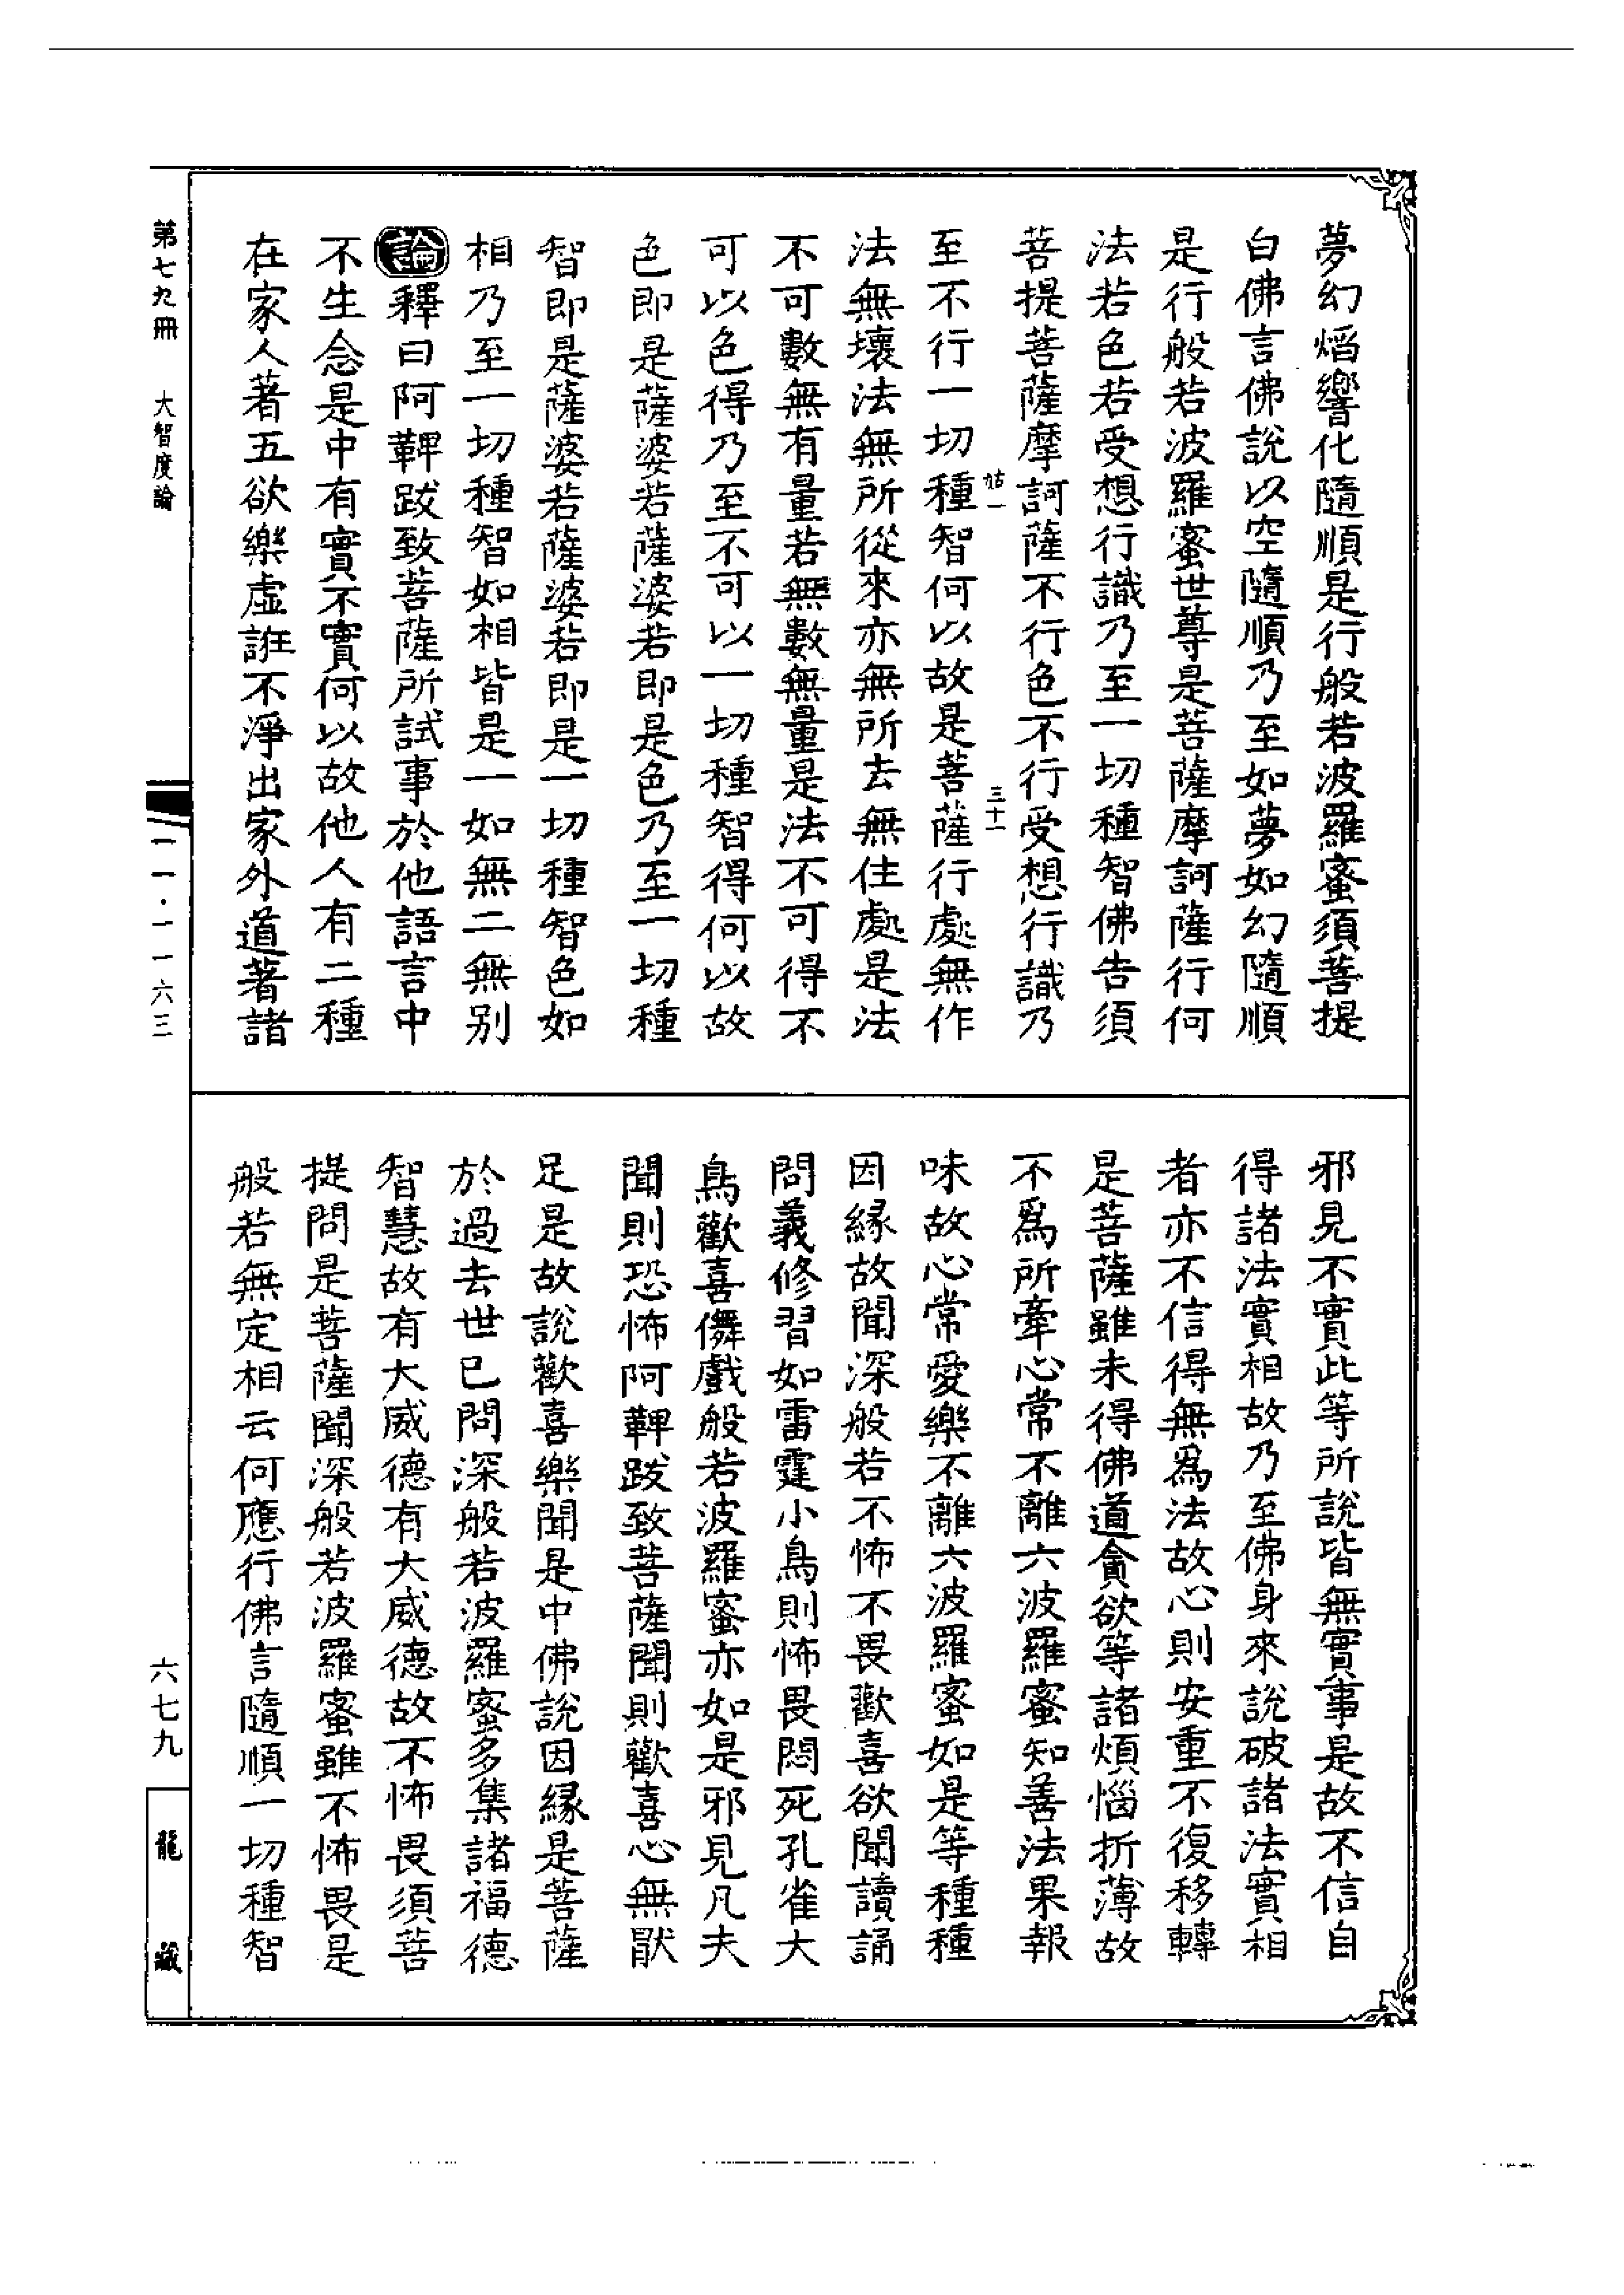 夢幻焰響化隨順是行般若波羅蜜須菩提
白佛言佛說以空隨順乃至如夢如幻隨順
是行般若波羅蜜世尊是菩薩摩訶薩行何
法若色若受想行識乃至一切種智佛告須
菩提菩薩摩訶薩不行色不行受想行識乃
三十一
至不行一切種智何以故是菩薩行處無作
法無壞法無所從來亦無所去無住處是法
不可數無有量若無數無量是法不可得不
可以色得乃至不可以一切種智得何以故
色即是薩婆若薩婆若即是色乃至一切種
智即是薩婆若薩婆若即是一切種智色如
相乃至一切種智如相皆是一如無二無別
論釋曰阿鞞跋致菩薩所試事於他語言中
不生念是中有實不實何以故他人有二種
在家人著五欲樂虛誑不淨出家外道著諸
邪見不實此等所說皆無實事是故不信自
得諸法實相故乃至佛身來說破諸法實相
者亦不信得無爲法故心則安重不復移轉
是菩薩雖未得佛道貪欲等諸煩惱折薄故
不爲所牽心常不離六波羅蜜知善法果報
味故心常愛樂不離六波羅蜜如是等種種
因緣故聞深般若不怖不畏歡喜欲聞讀誦
問義修習如雷霆小鳥則怖畏悶死孔雀大
鳥歡喜儛戲般若波羅蜜亦如是邪見凡夫
聞則恐怖阿鞞跋致菩薩聞則歡喜心無厭
足是故說歡喜樂聞是中佛說因緣是菩薩
於過去世已問深般若波羅蜜多集諸福德
智慧故有大威德有大威德故不怖畏須菩
提問是菩薩聞深般若波羅蜜雖不怖畏是
般若無定相云何應行佛言隨順一切種智
第七九冊 大智度論
一一·一一六三
六七九
龍藏